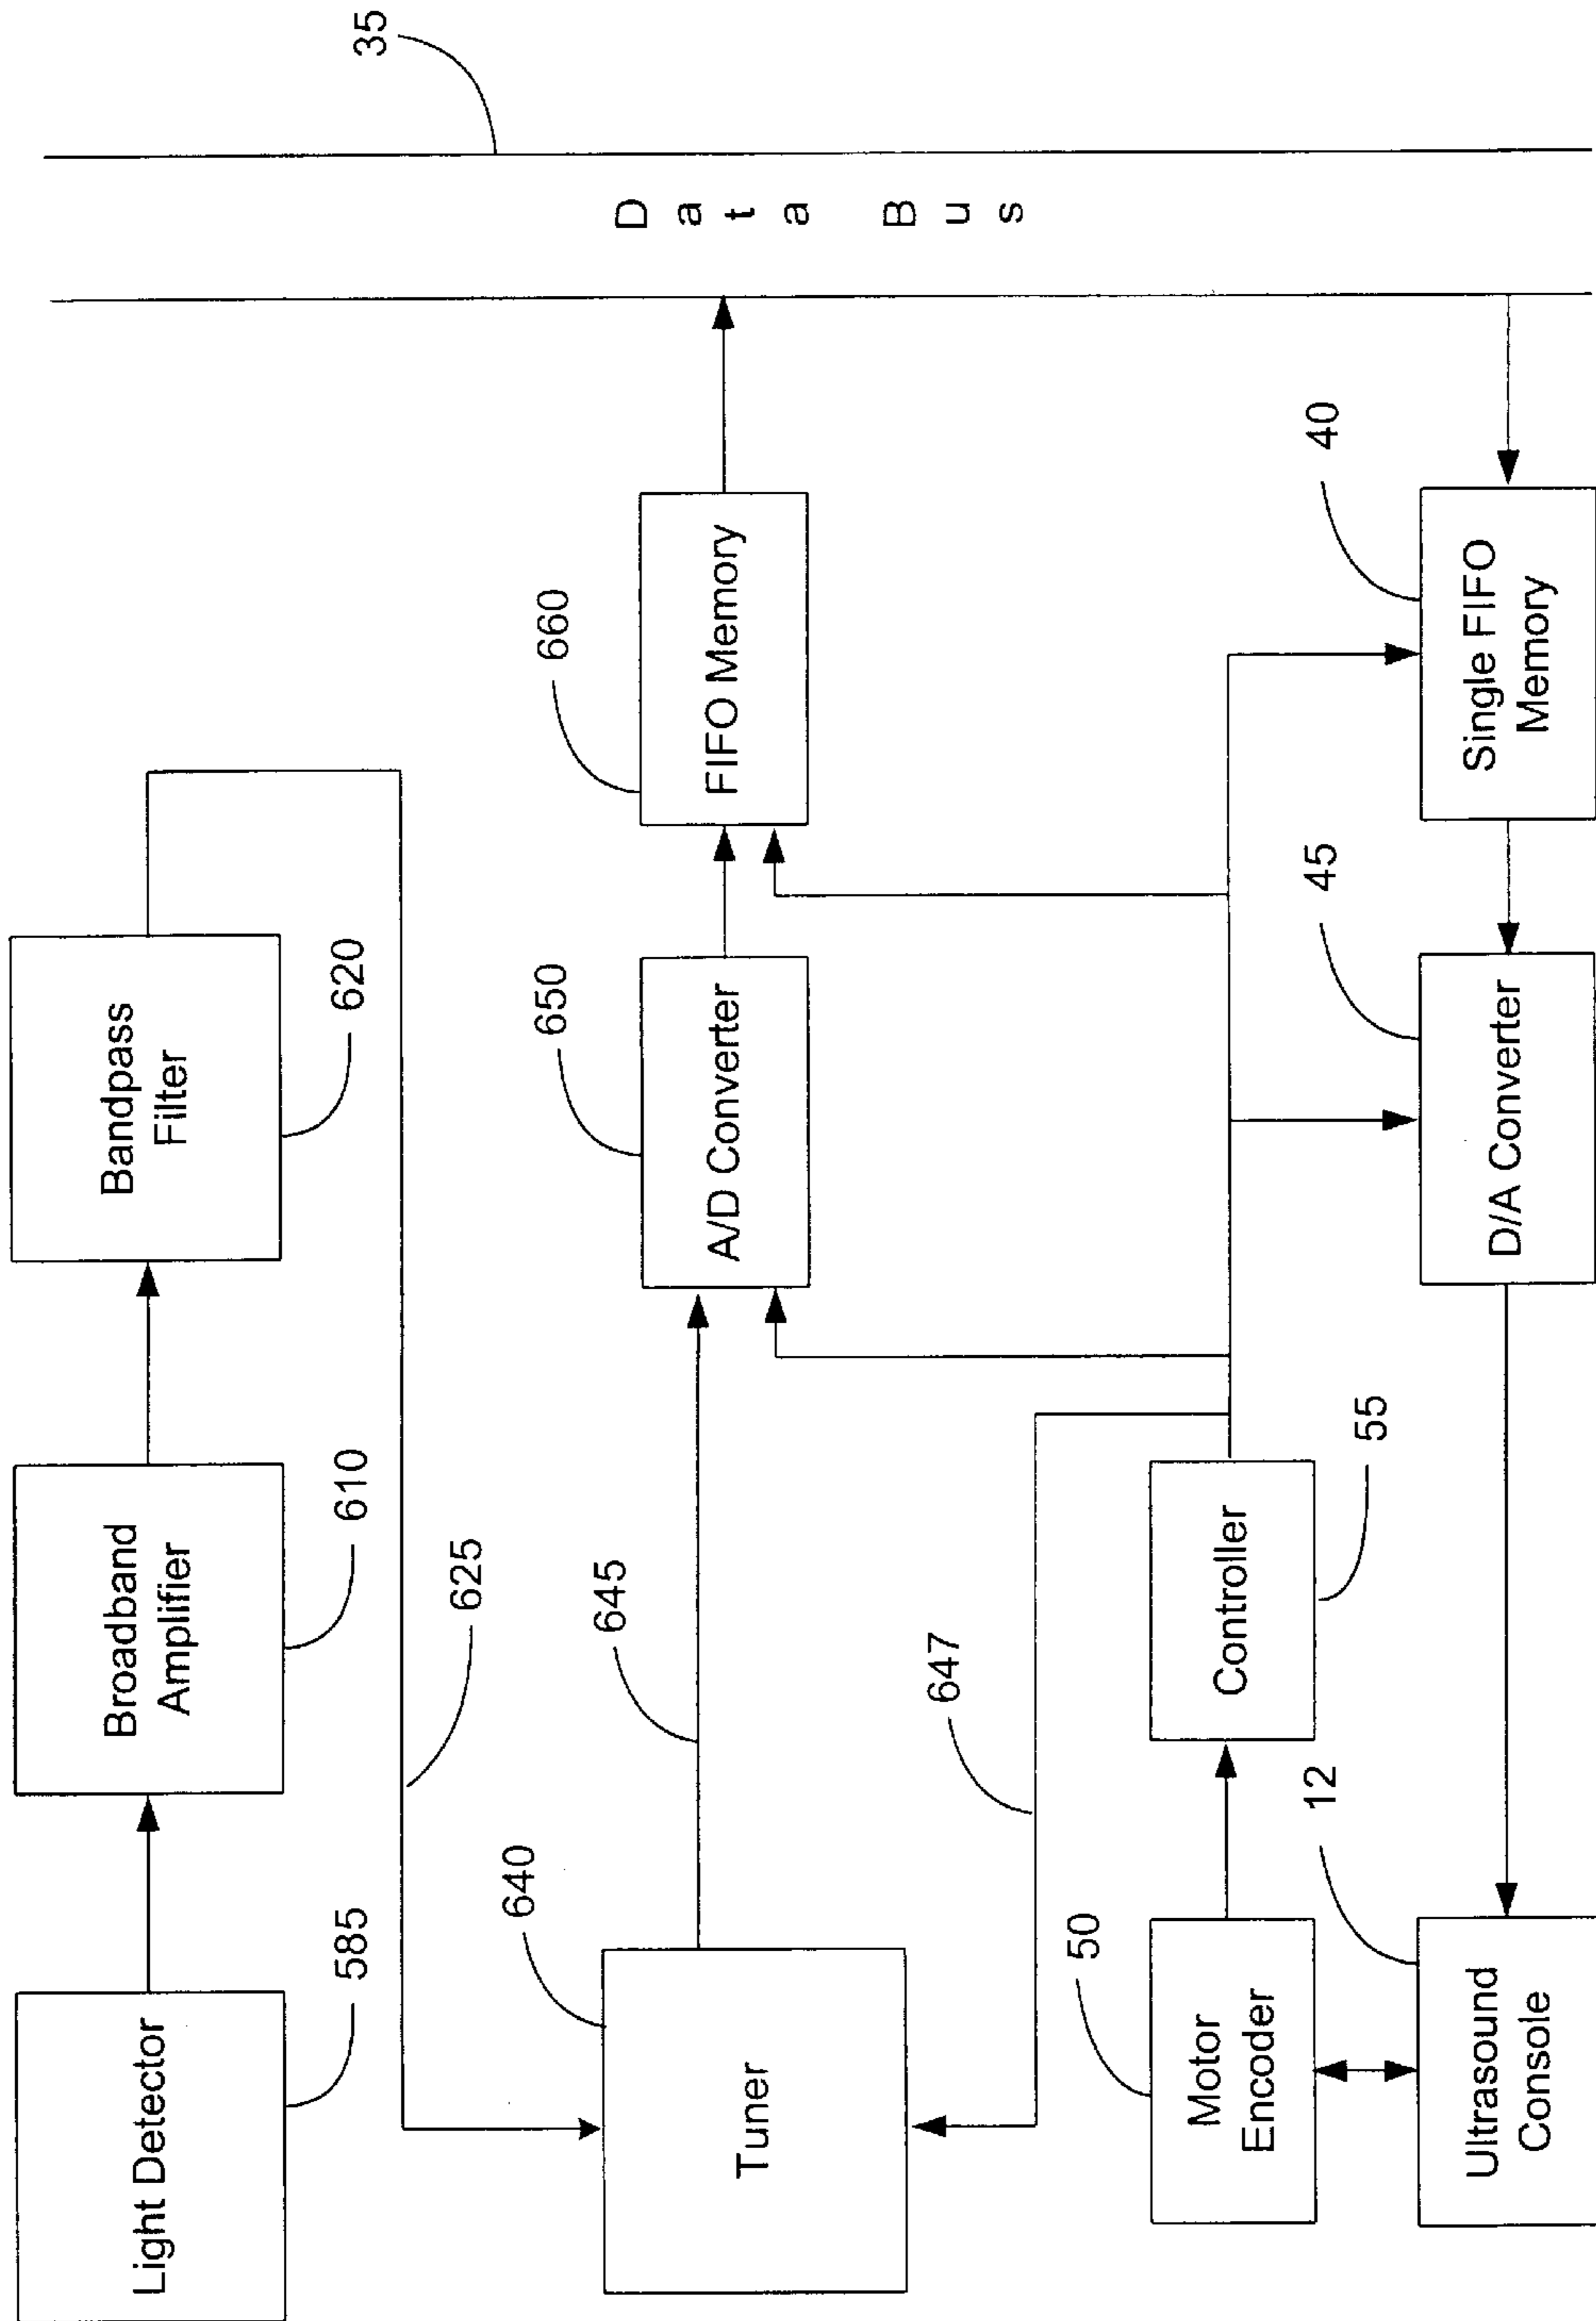 Light Detector
585
Broadband
Amplifier
610
Bandpass
Filter
620
625
Tuner
640
645
647
A/D Converter
650
FIFO Memory
660
Data Bus
35
Motor
Encoder
50
Controller
55
Ultrasound
Console
12
D/A Converter
45
Single FIFO
Memory
40